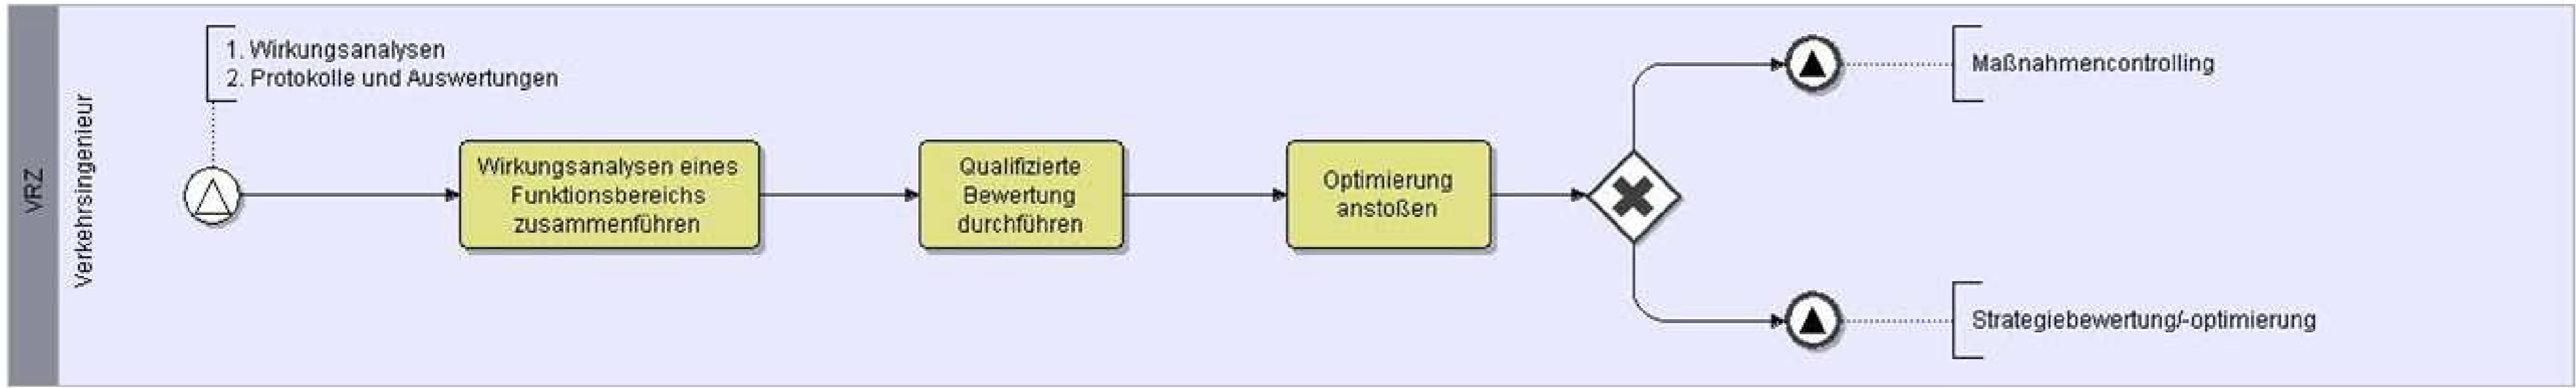 VRZ
Verkehrsingenieur
1. Wirkungsanalysen
2. Protokolle und Auswertungen
Wirkungsanalysen eines
Funktionsbereichs
zusammenführen
Qualifizierte
Bewertung
durchführen
Optimierung
anstoßen
Maßnahmencontrolling
Strategiebewertung/-optimierung